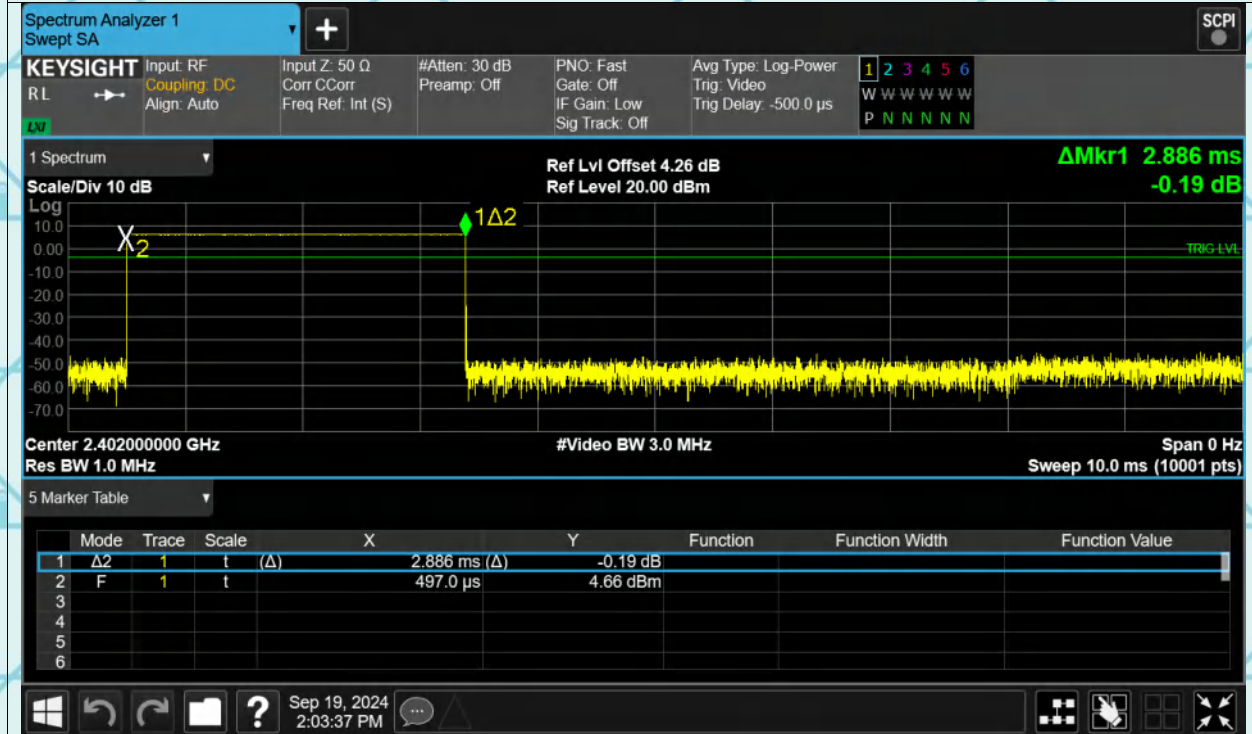 Spectrum Analyzer 1
Swept SA
SCPI
KEYSIGHT Input: RF Input Z: 50 Ω #Atten: 30 dB PNO: Fast Avg Type: Log-Power 1 2 3 4 5 6
RL Coupling: DC Corr CCorr Preamp: Off Gate: Off Trig: Video W W W W W W
Align: Auto Freq Ref: Int (S) IF Gain: Low Trig Delay: -500.0 µs P N N N N N
LXI Sig Track: Off
1 Spectrum
ΔMkr1 2.886 ms
-0.19 dB
Ref Lvl Offset 4.26 dB
Scale/Div 10 dB Ref Level 20.00 dBm
Log
10.0
0.00
-10.0
-20.0
-30.0
-40.0
-50.0
-60.0
-70.0
X2
1Δ2
TRIG LVL
Center 2.402000000 GHz #Video BW 3.0 MHz Span 0 Hz
Res BW 1.0 MHz Sweep 10.0 ms (10001 pts)
5 Marker Table
Mode Trace Scale X Y Function Function Width Function Value
1 Δ2 1 t (Δ) 2.886 ms (Δ) -0.19 dB
2 F 1 t 497.0 µs 4.66 dBm
3
4
5
6
?
Sep 19, 2024
2:03:37 PM